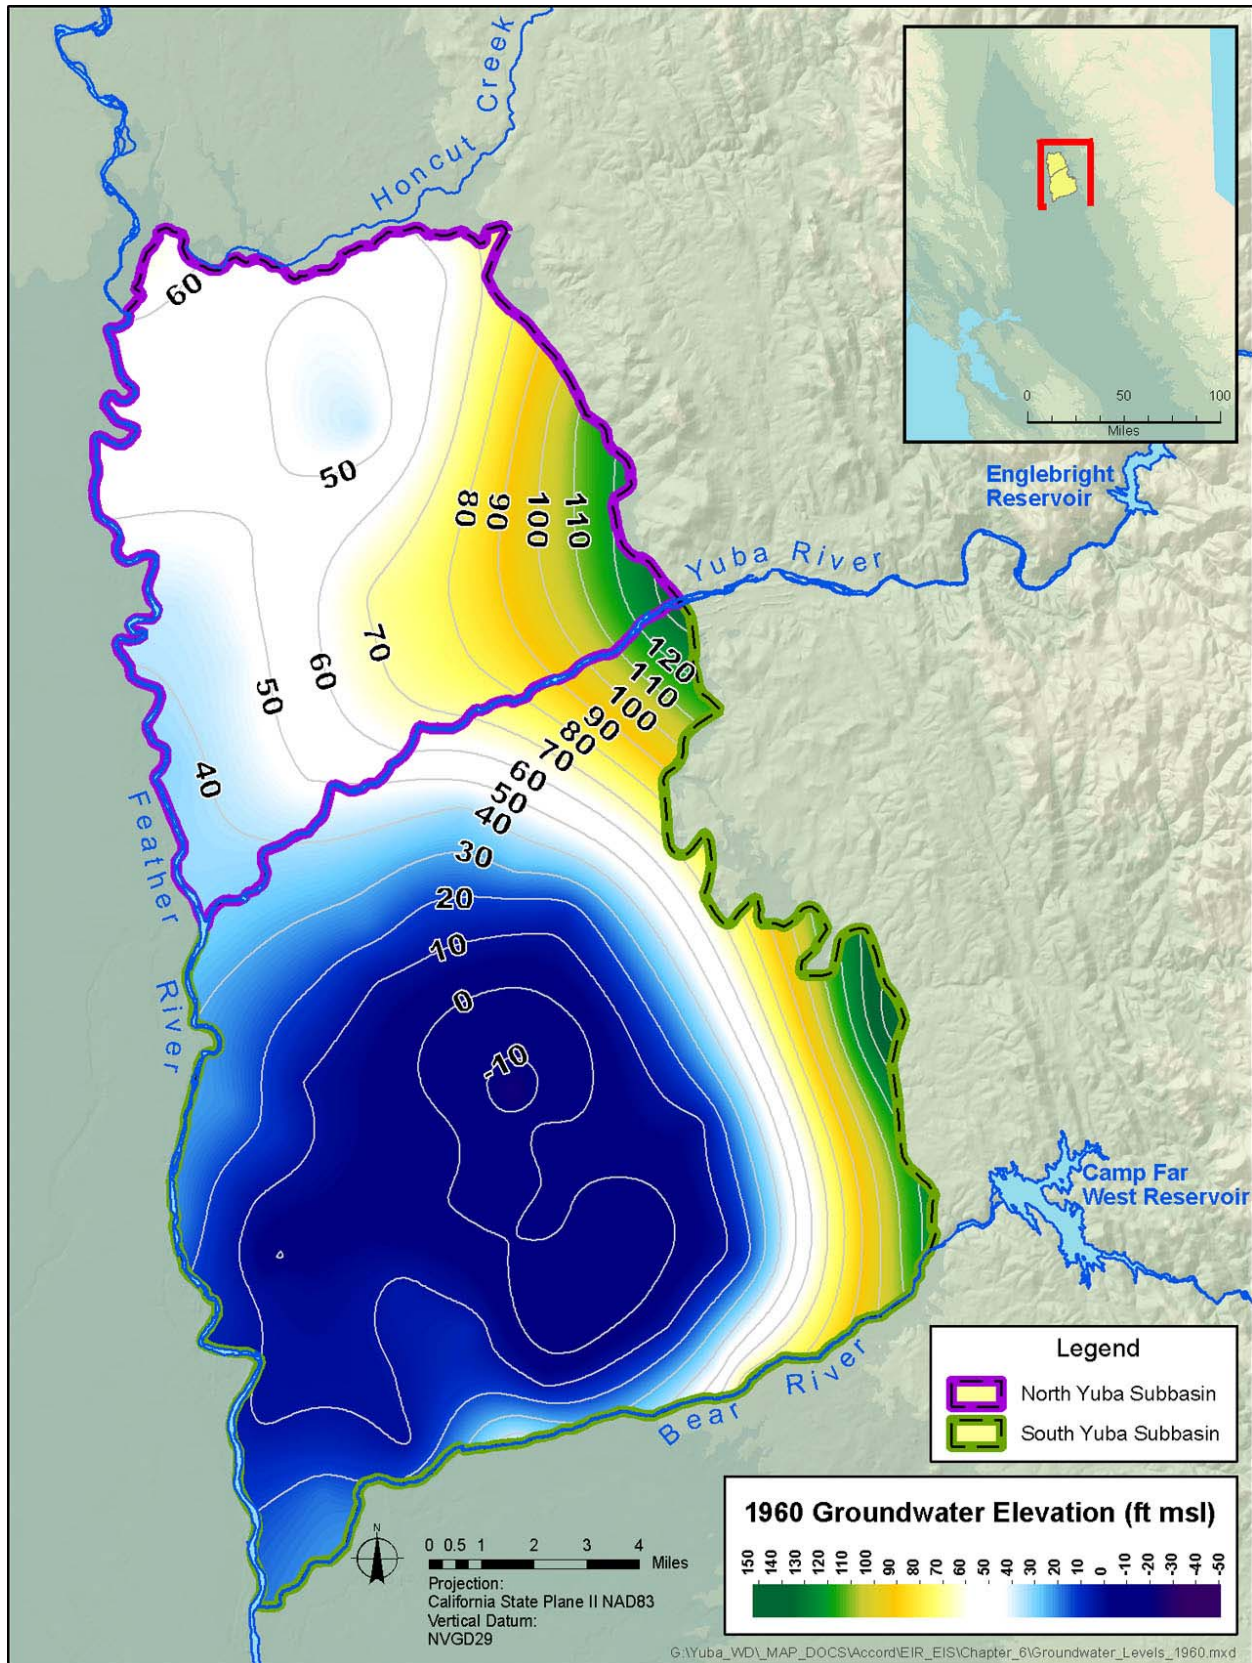 Honcut Creek
0 50 100
Miles
Englebright
Reservoir
Yuba River
60
50
80
90
100
110
70
60
50
40
120
110
100
90
80
70
60
50
40
30
20
10
0
-10
Feather River
Camp Far
West Reservoir
Bear River
Legend
North Yuba Subbasin
South Yuba Subbasin
1960 Groundwater Elevation (ft msl)
150 140 130 120 110 100 90 80 70 60 50 40 30 20 10 0 -10 -20 -30 -40 -50
N
0 0.5 1 2 3 4
Miles
Projection:
California State Plane II NAD83
Vertical Datum:
NVGD29
G:\Yuba_WD\_MAP_DOCS\Accord\EIR_EIS\Chapter_6\Groundwater_Levels_1960.mxd